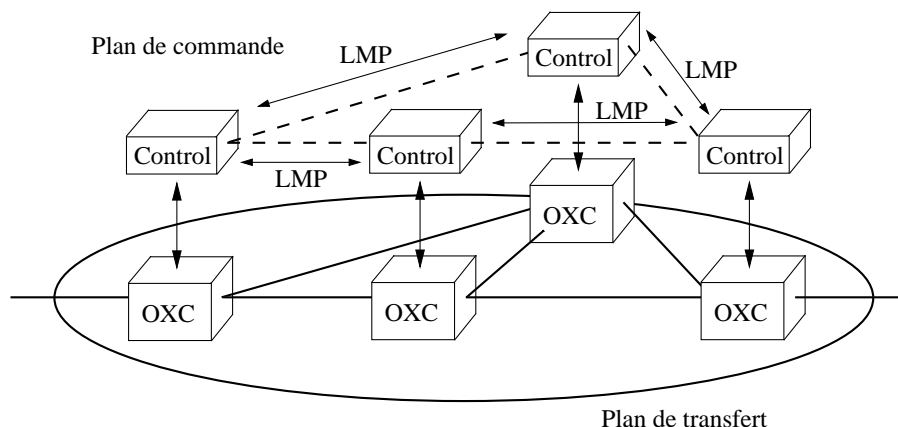 Plan de commande
LMP
Control
LMP
LMP
Control
Control
Control
LMP
OXC
OXC
OXC
OXC
Plan de transfert